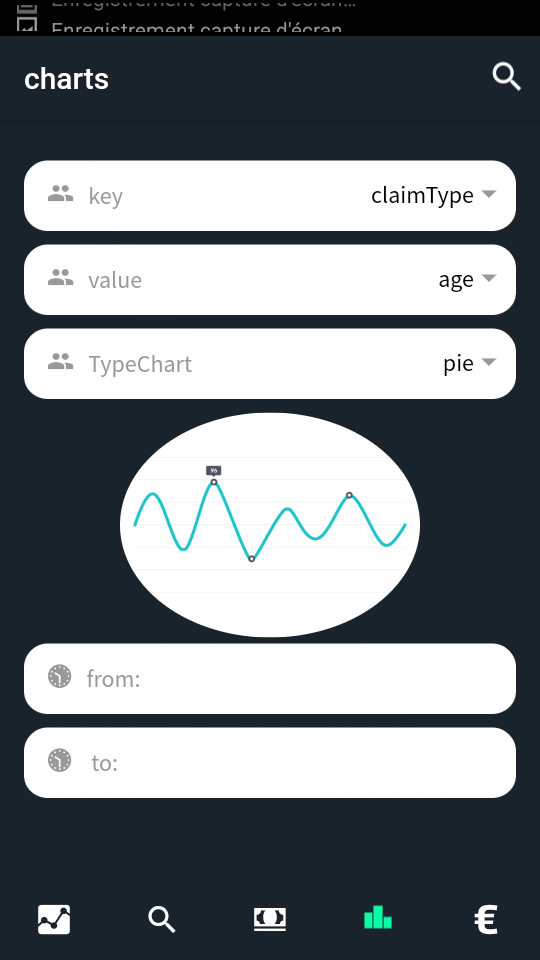 Enregistrement capture d'écran...
Enregistrement capture d'écran
charts
key claimType
value age
TypeChart pie
96
from:
to:
€